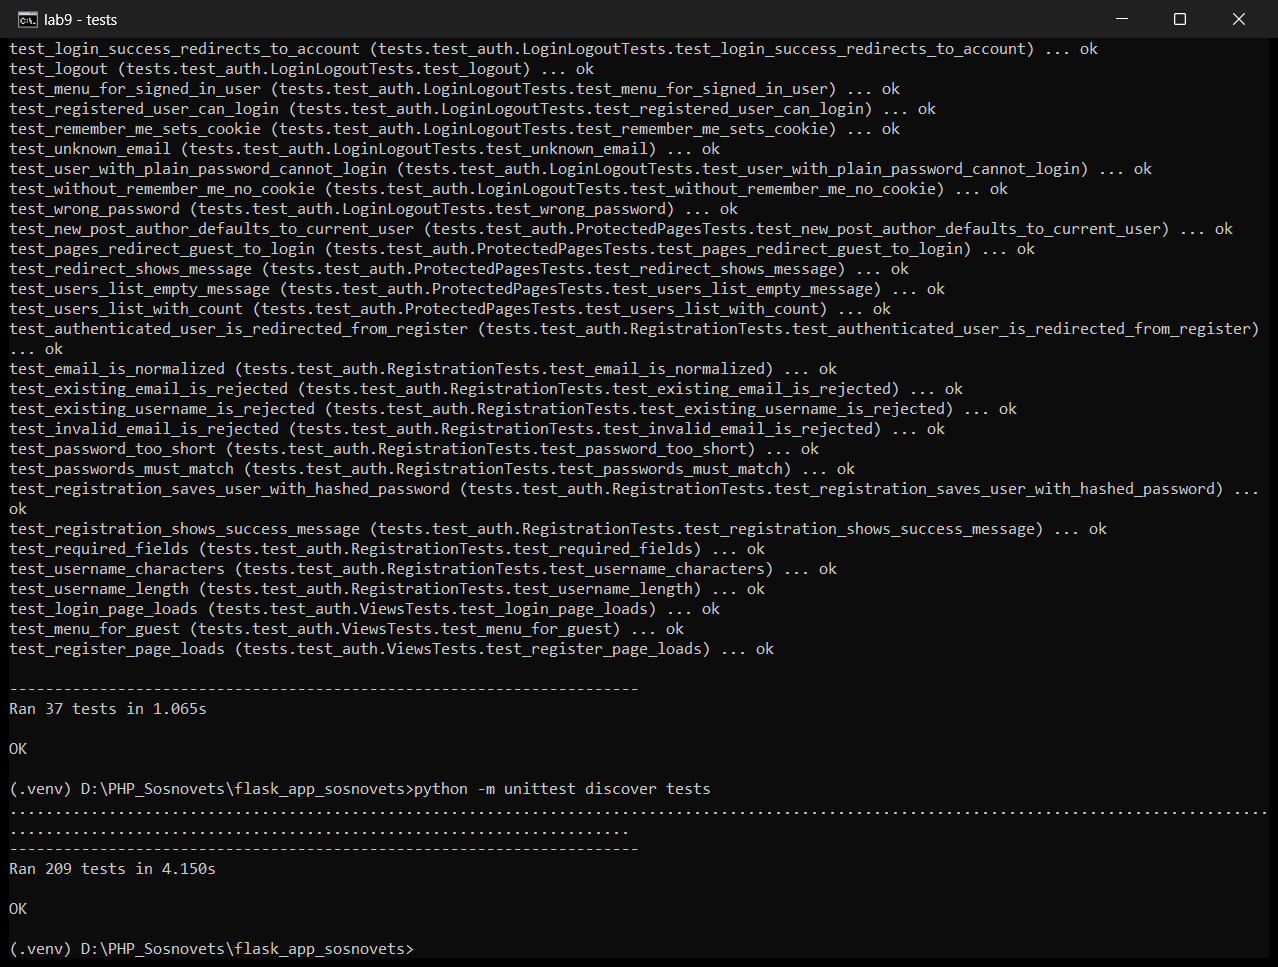 lab9 - tests
test_login_success_redirects_to_account (tests.test_auth.LoginLogoutTests.test_login_success_redirects_to_account) ... ok
test_logout (tests.test_auth.LoginLogoutTests.test_logout) ... ok
test_menu_for_signed_in_user (tests.test_auth.LoginLogoutTests.test_menu_for_signed_in_user) ... ok
test_registered_user_can_login (tests.test_auth.LoginLogoutTests.test_registered_user_can_login) ... ok
test_remember_me_sets_cookie (tests.test_auth.LoginLogoutTests.test_remember_me_sets_cookie) ... ok
test_unknown_email (tests.test_auth.LoginLogoutTests.test_unknown_email) ... ok
test_user_with_plain_password_cannot_login (tests.test_auth.LoginLogoutTests.test_user_with_plain_password_cannot_login) ... ok
test_without_remember_me_no_cookie (tests.test_auth.LoginLogoutTests.test_without_remember_me_no_cookie) ... ok
test_wrong_password (tests.test_auth.LoginLogoutTests.test_wrong_password) ... ok
test_new_post_author_defaults_to_current_user (tests.test_auth.ProtectedPagesTests.test_new_post_author_defaults_to_current_user) ... ok
test_pages_redirect_guest_to_login (tests.test_auth.ProtectedPagesTests.test_pages_redirect_guest_to_login) ... ok
test_redirect_shows_message (tests.test_auth.ProtectedPagesTests.test_redirect_shows_message) ... ok
test_users_list_empty_message (tests.test_auth.ProtectedPagesTests.test_users_list_empty_message) ... ok
test_users_list_with_count (tests.test_auth.ProtectedPagesTests.test_users_list_with_count) ... ok
test_authenticated_user_is_redirected_from_register (tests.test_auth.RegistrationTests.test_authenticated_user_is_redirected_from_register)
... ok
test_email_is_normalized (tests.test_auth.RegistrationTests.test_email_is_normalized) ... ok
test_existing_email_is_rejected (tests.test_auth.RegistrationTests.test_existing_email_is_rejected) ... ok
test_existing_username_is_rejected (tests.test_auth.RegistrationTests.test_existing_username_is_rejected) ... ok
test_invalid_email_is_rejected (tests.test_auth.RegistrationTests.test_invalid_email_is_rejected) ... ok
test_password_too_short (tests.test_auth.RegistrationTests.test_password_too_short) ... ok
test_passwords_must_match (tests.test_auth.RegistrationTests.test_passwords_must_match) ... ok
test_registration_saves_user_with_hashed_password (tests.test_auth.RegistrationTests.test_registration_saves_user_with_hashed_password) ...
ok
test_registration_shows_success_message (tests.test_auth.RegistrationTests.test_registration_shows_success_message) ... ok
test_required_fields (tests.test_auth.RegistrationTests.test_required_fields) ... ok
test_username_characters (tests.test_auth.RegistrationTests.test_username_characters) ... ok
test_username_length (tests.test_auth.RegistrationTests.test_username_length) ... ok
test_login_page_loads (tests.test_auth.ViewsTests.test_login_page_loads) ... ok
test_menu_for_guest (tests.test_auth.ViewsTests.test_menu_for_guest) ... ok
test_register_page_loads (tests.test_auth.ViewsTests.test_register_page_loads) ... ok
----------------------------------------------------------------------
Ran 37 tests in 1.065s
OK
(.venv) D:\PHP_Sosnovets\flask_app_sosnovets>python -m unittest discover tests
............................................................................................................................................
.....................................................................
----------------------------------------------------------------------
Ran 209 tests in 4.150s
OK
(.venv) D:\PHP_Sosnovets\flask_app_sosnovets>